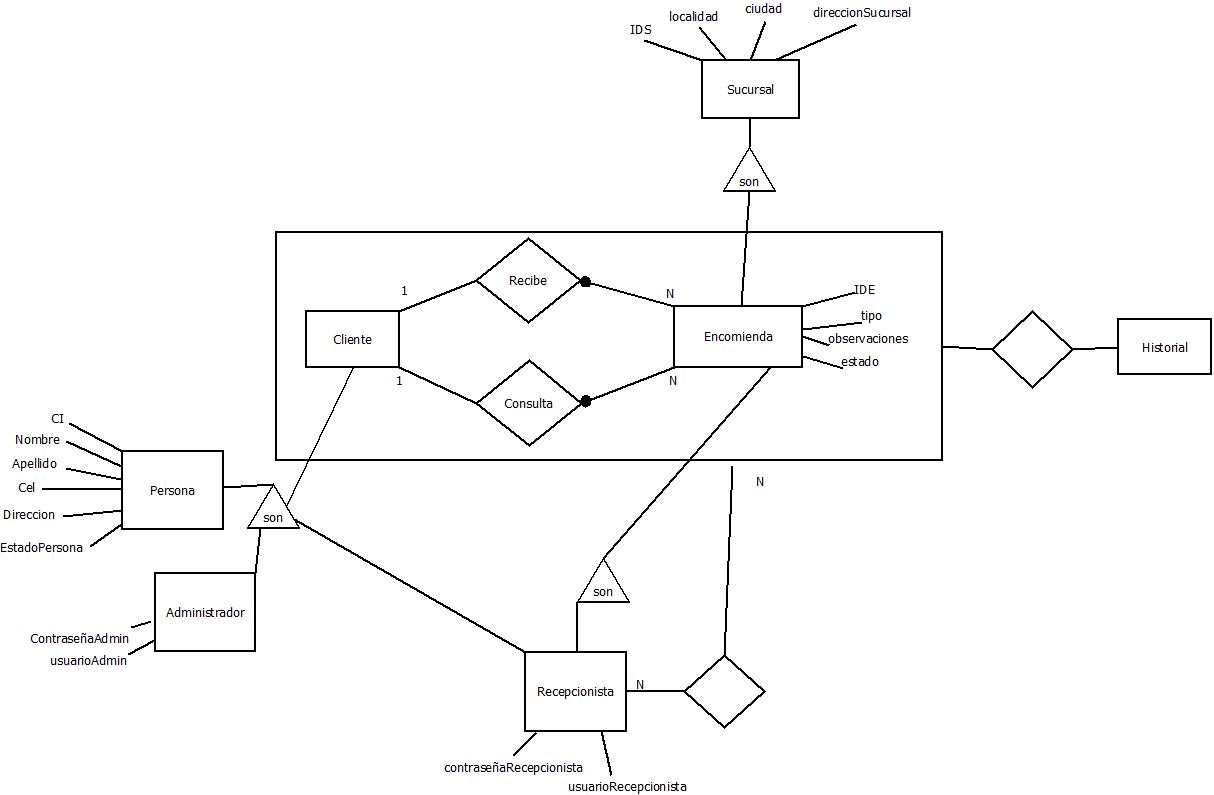 ciudad
direccionSucursal
localidad
IDS
Sucursal
son
Recibe
1
N
IDE
tipo
Cliente
Encomienda
observaciones
Historial
estado
1
N
Consulta
CI
Nombre
Apellido
Cel
Persona
Direccion
son
EstadoPersona
N
son
Administrador
ContraseñaAdmin
usuarioAdmin
Recepcionista
N
contraseñaRecepcionista
usuarioRecepcionista